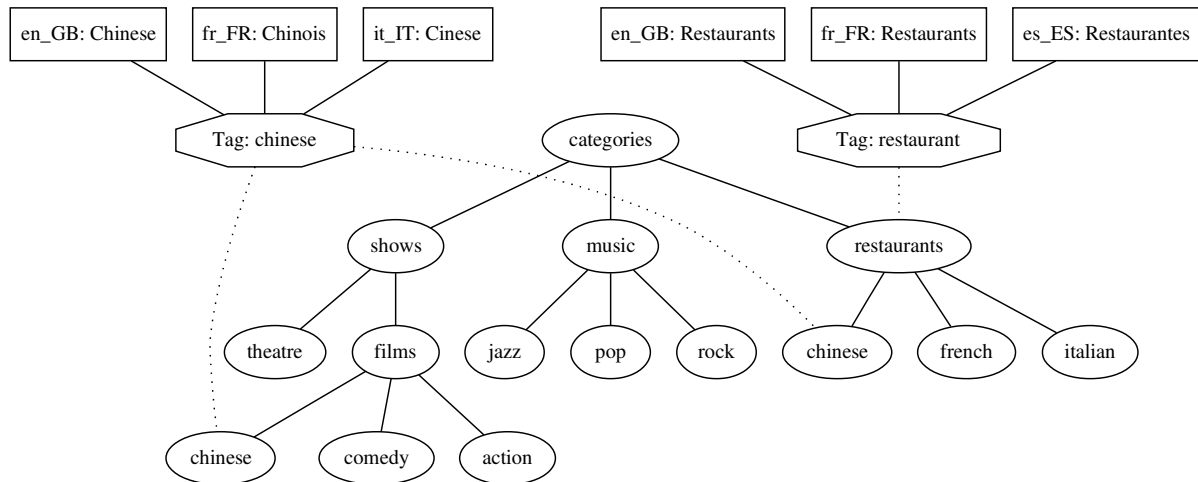 en_GB: Chinese
fr_FR: Chinois
it_IT: Cinese
en_GB: Restaurants
fr_FR: Restaurants
es_ES: Restaurantes
Tag: chinese
categories
Tag: restaurant
shows
music
restaurants
theatre
films
jazz
pop
rock
chinese
french
italian
chinese
comedy
action